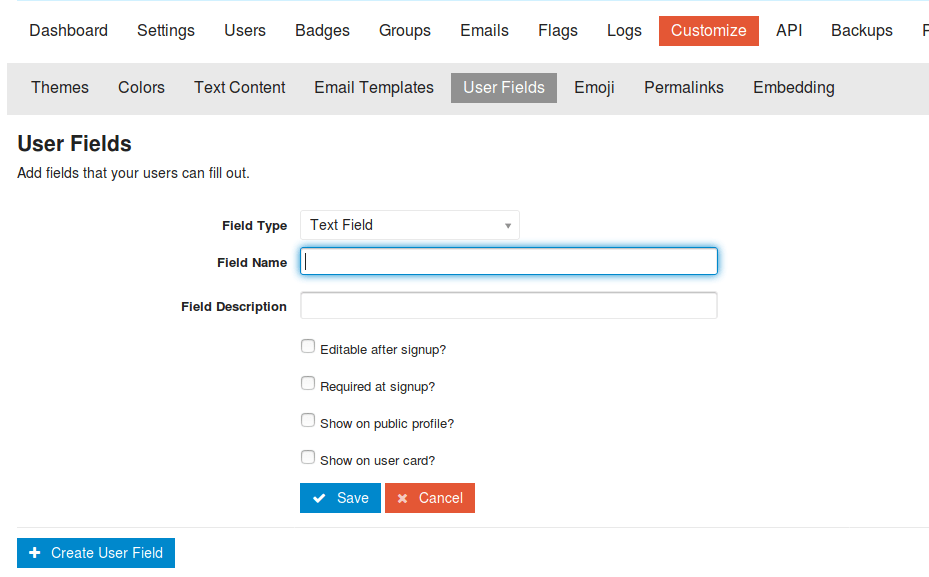 Dashboard Settings Users Badges Groups Emails Flags Logs Customize API Backups
Themes Colors Text Content Email Templates User Fields Emoji Permalinks Embedding
User Fields
Add fields that your users can fill out.
Field Type Text Field
Field Name
Field Description
Editable after signup?
Required at signup?
Show on public profile?
Show on user card?
Save Cancel
Create User Field